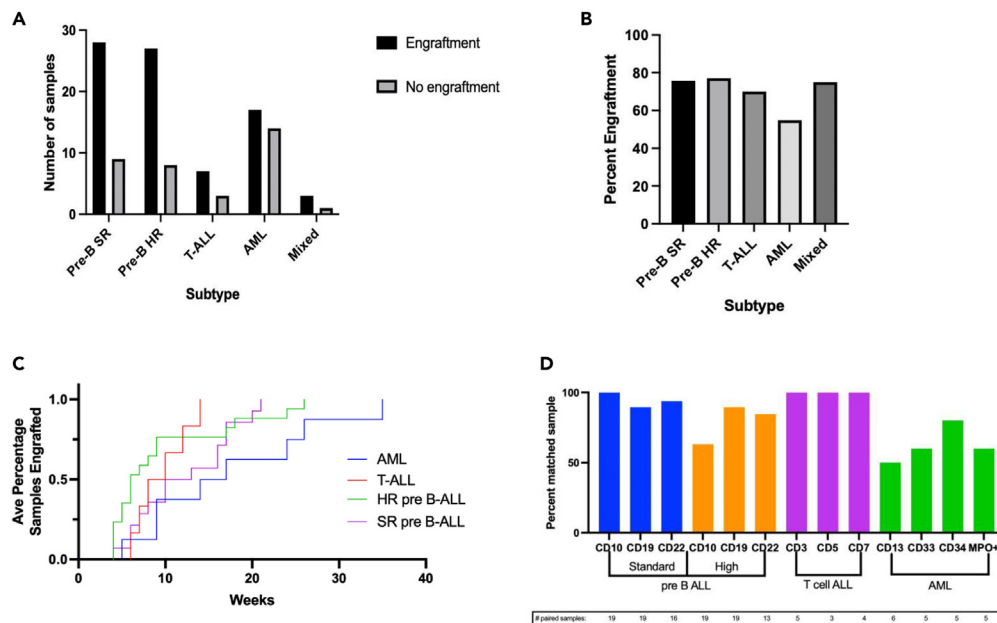 A
Number of samples
30
20
10
0
Pre-B SR
Pre-B HR
T-ALL
AML
Mixed
Subtype
Engraftment
No engraftment
B
Percent Engraftment
100
80
60
40
20
0
Pre-B SR
Pre-B HR
T-ALL
AML
Mixed
Subtype
C
Ave Percentage
Samples Engrafted
1.0
0.5
0.0
0 10 20 30 40
Weeks
AML
T-ALL
HR pre B-ALL
SR pre B-ALL
D
Percent matched sample
100
50
0
CD10 CD19 CD22 CD10 CD19 CD22 CD3 CD5 CD7 CD13 CD33 CD34 MPO+
Standard High
pre B ALL T cell ALL AML
# paired samples: 19 19 16 19 19 13 5 3 4 6 5 5 5